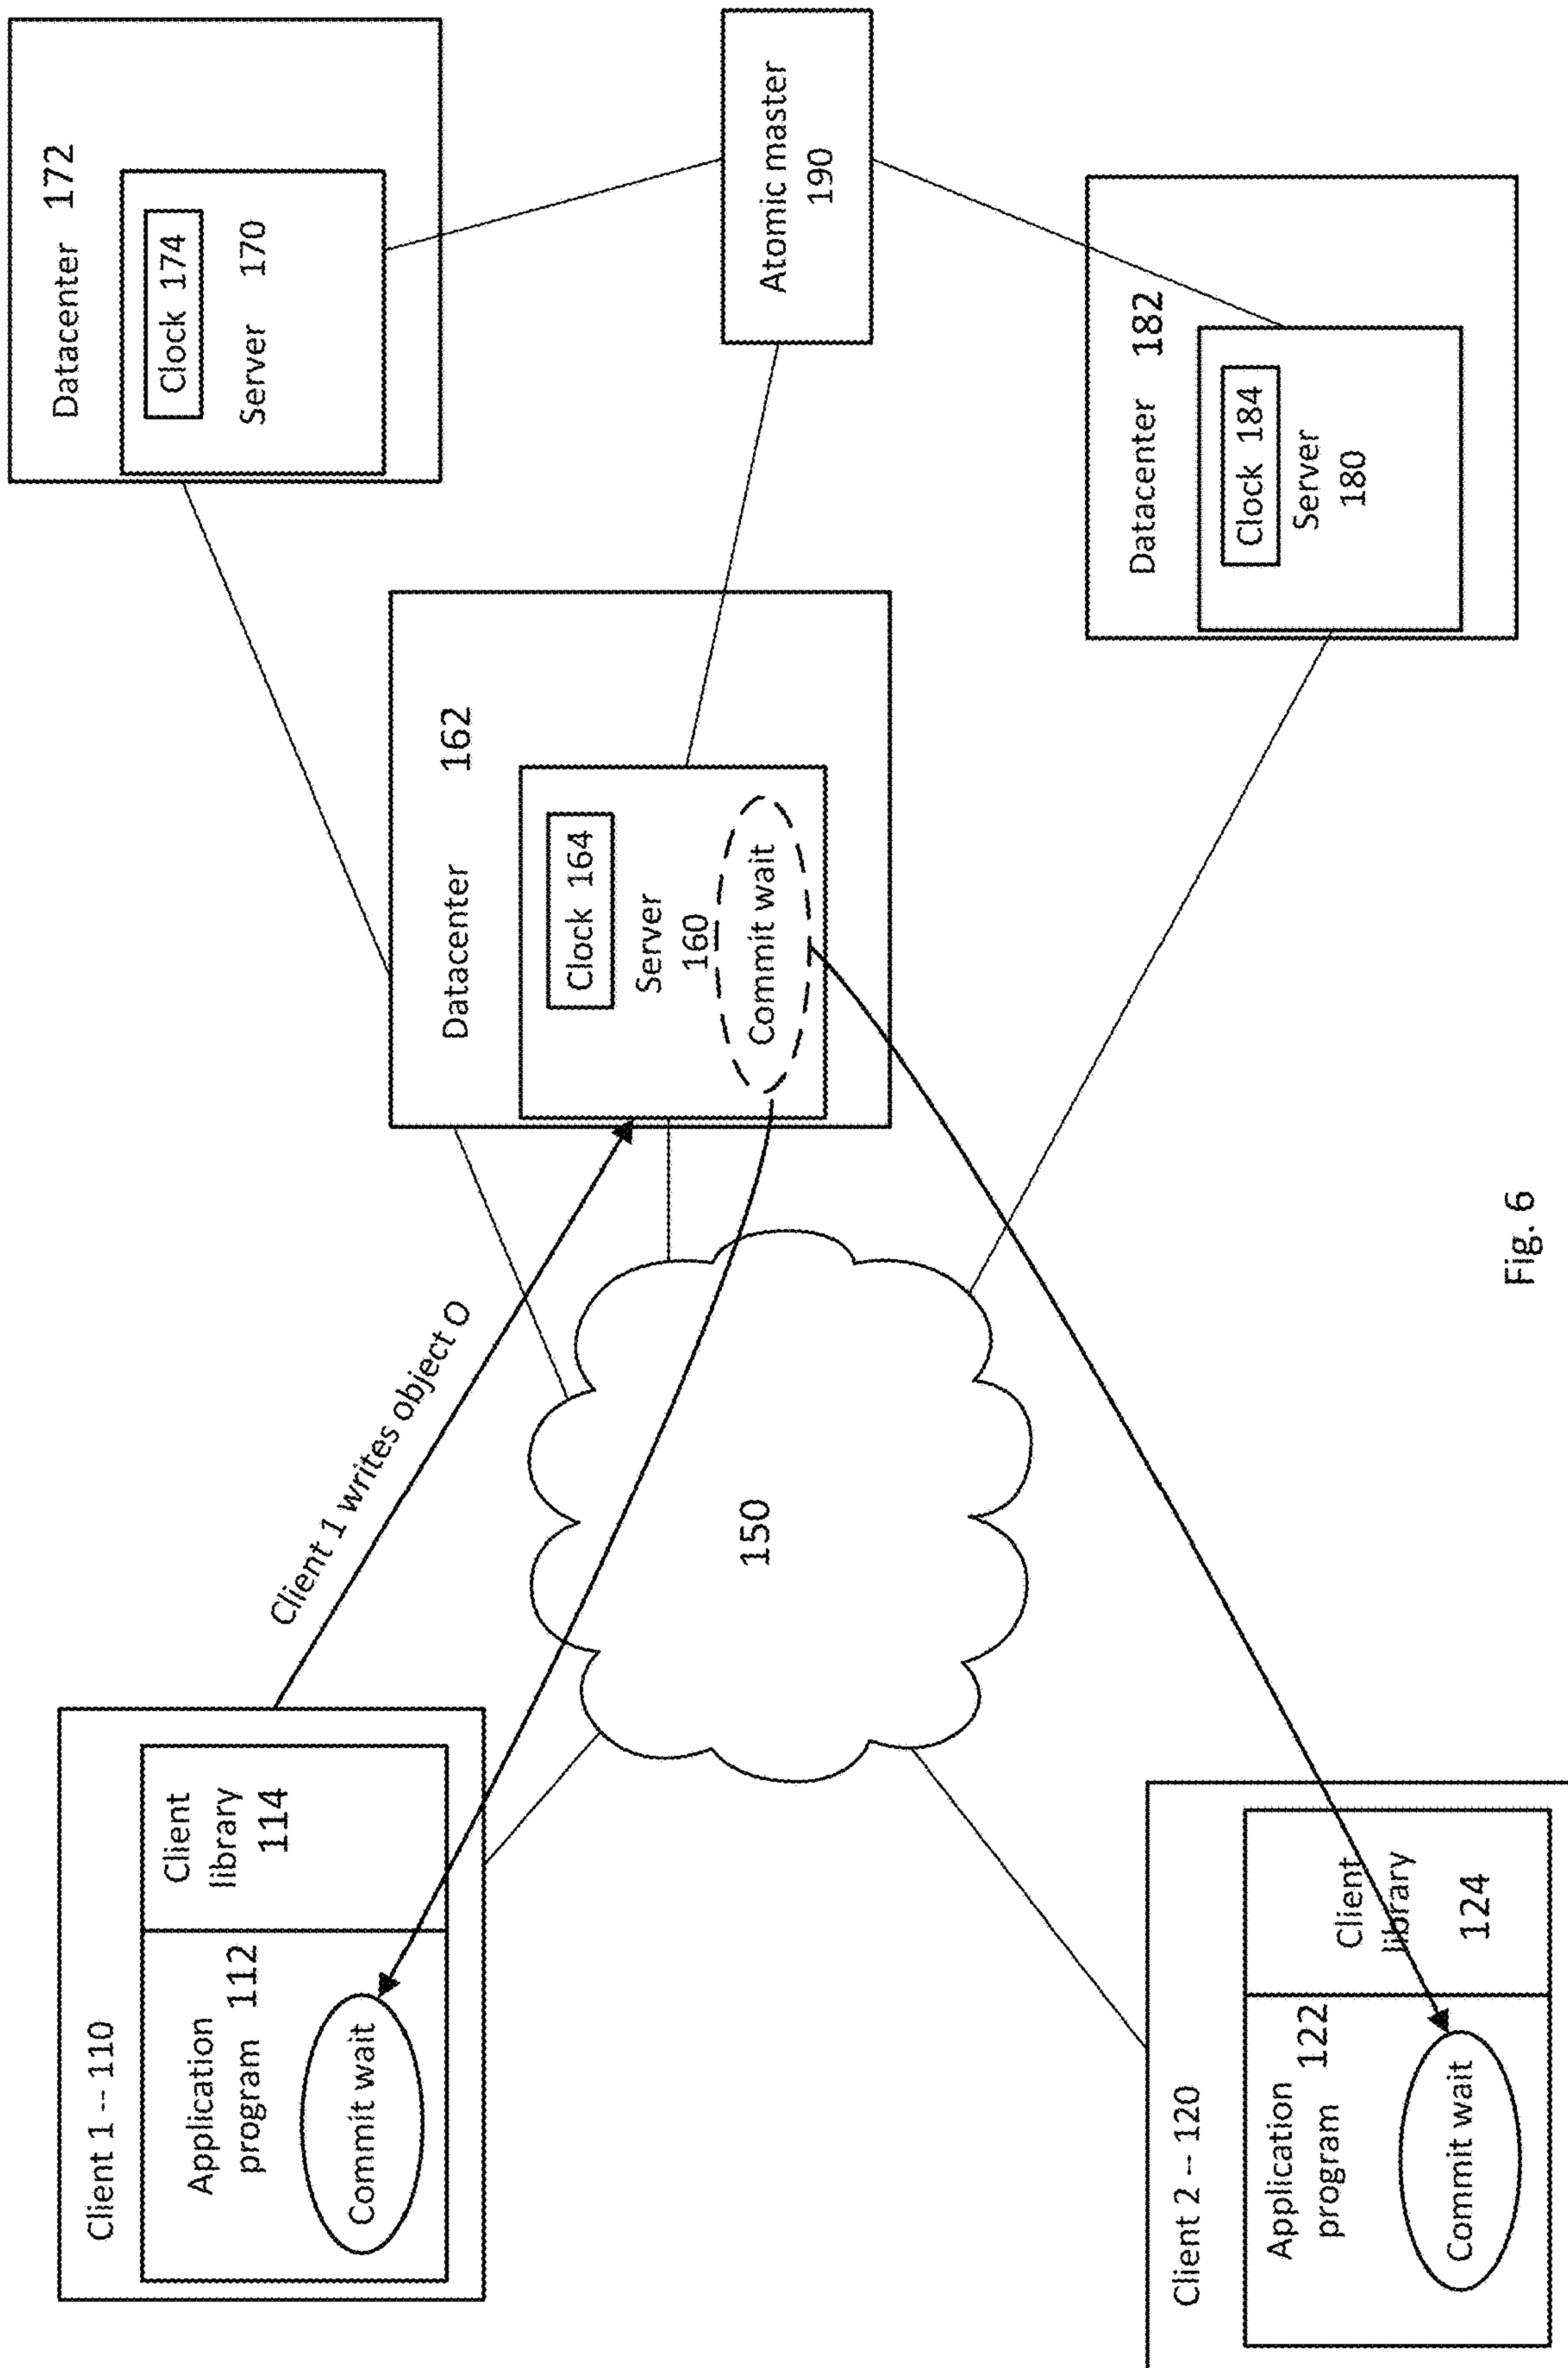 Client 1 -- 110
Application
program 112
Commit wait
Client
library
114
Client 1 writes object O
Client 2 -- 120
Application
program 122
Commit wait
Client
library
124
150
Datacenter 162
Clock 164
Server
160
Commit wait
Datacenter 172
Clock 174
Server 170
Atomic master
190
Datacenter 182
Clock 184
Server
180
Fig. 6